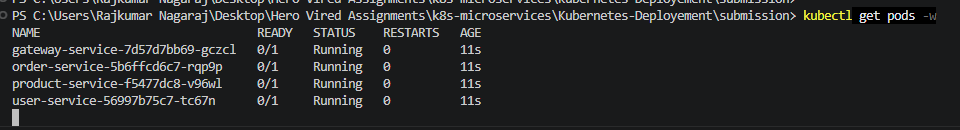 PS C:\Users\Rajkumar Nagaraj\Desktop\Hero Vired Assignments\k8s-microservices\Kubernetes-Deployement\submission>
PS C:\Users\Rajkumar Nagaraj\Desktop\Hero Vired Assignments\k8s-microservices\Kubernetes-Deployement\submission> kubectl get pods -w
NAME READY STATUS RESTARTS AGE
gateway-service-7d57d7bb69-gczcl 0/1 Running 0 11s
order-service-5b6ffcd6c7-rqp9p 0/1 Running 0 11s
product-service-f5477dc8-v96wl 0/1 Running 0 11s
user-service-56997b75c7-tc67n 0/1 Running 0 11s